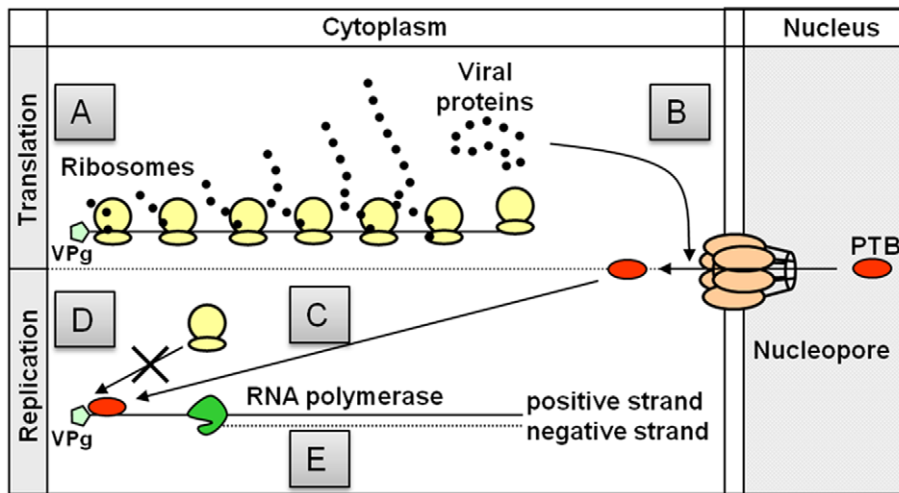 Cytoplasm
Nucleus
Translation
A
Viral
proteins
B
Ribosomes
VPg
PTB
Replication
D
C
Nucleopore
RNA polymerase
positive strand
negative strand
VPg
E